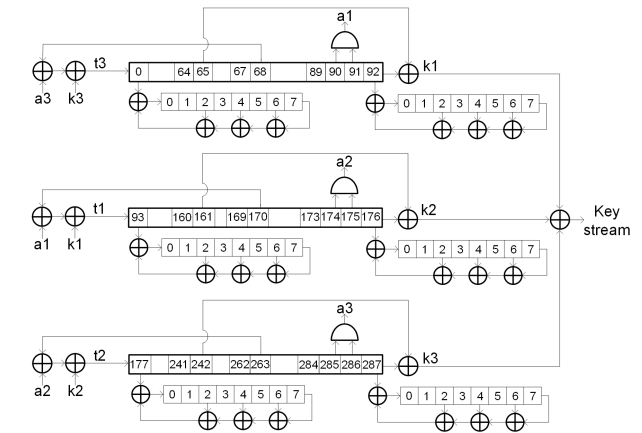 a1
t3
0 64 65 67 68 89 90 91 92
k1
a3 k3
0 1 2 3 4 5 6 7
0 1 2 3 4 5 6 7
a2
t1
93 160 161 169 170 173 174 175 176
k2
Key
stream
a1 k1
0 1 2 3 4 5 6 7
0 1 2 3 4 5 6 7
a3
t2
177 241 242 262 263 284 285 286 287
k3
a2 k2
0 1 2 3 4 5 6 7
0 1 2 3 4 5 6 7